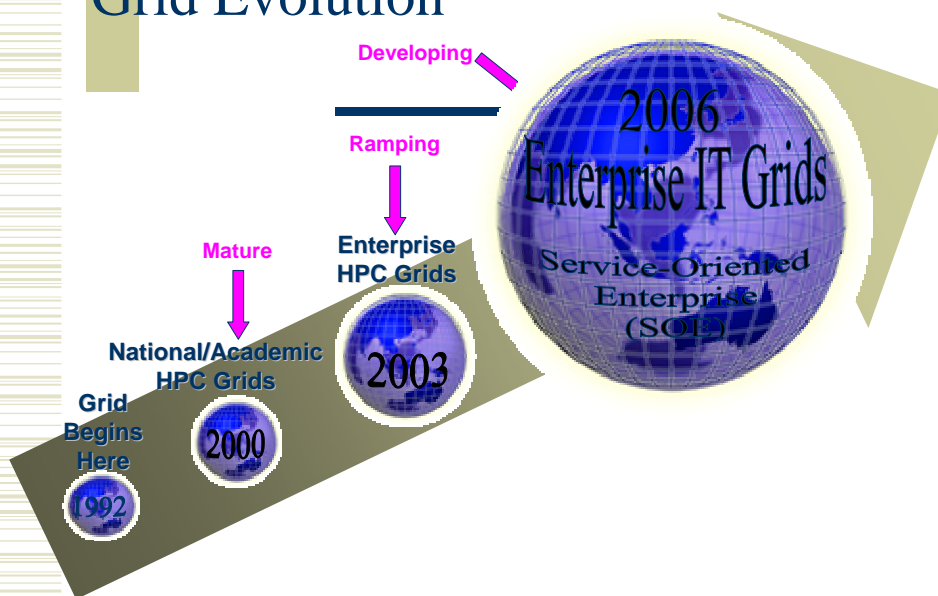 Grid Evolution
Developing
2006
Enterprise IT Grids
Service-Oriented
Enterprise
(SOE)
Ramping
Enterprise
HPC Grids
2003
Mature
National/Academic
HPC Grids
2000
Grid
Begins
Here
1992